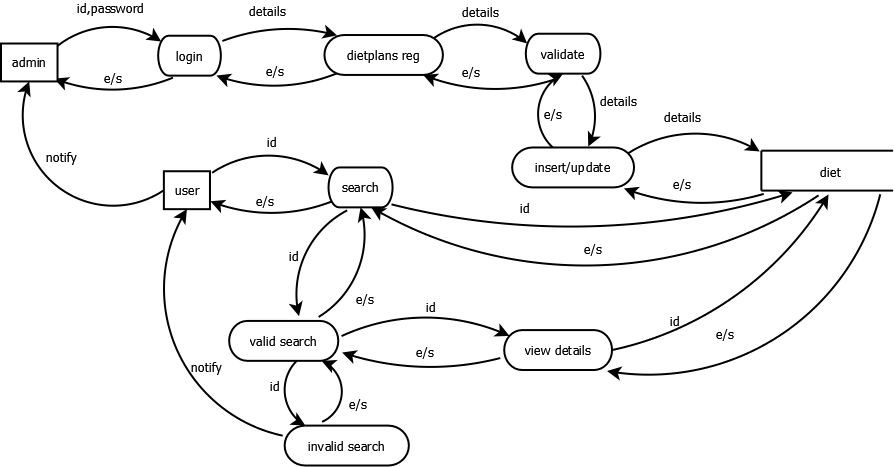 id,password
details
details
admin
login
dietplans reg
validate
e/s
e/s
e/s
details
e/s
details
notify
id
insert/update
diet
user
search
e/s
e/s
id
e/s
id
e/s
id
id
e/s
valid search
e/s
view details
notify
id
e/s
invalid search